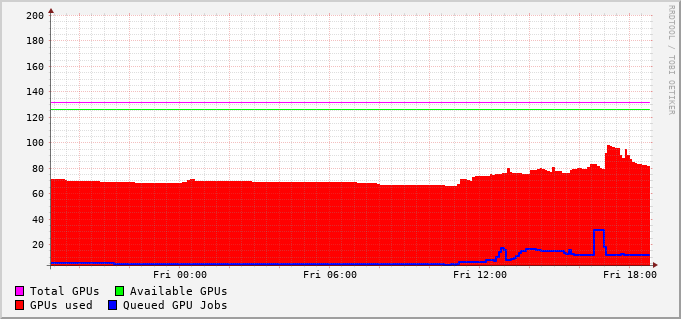 200
180
160
140
120
100
80
60
40
20
Fri 00:00 Fri 06:00 Fri 12:00 Fri 18:00
Total GPUs Available GPUs
GPUs used Queued GPU Jobs
RRDTOOL / TOBI OETIKER